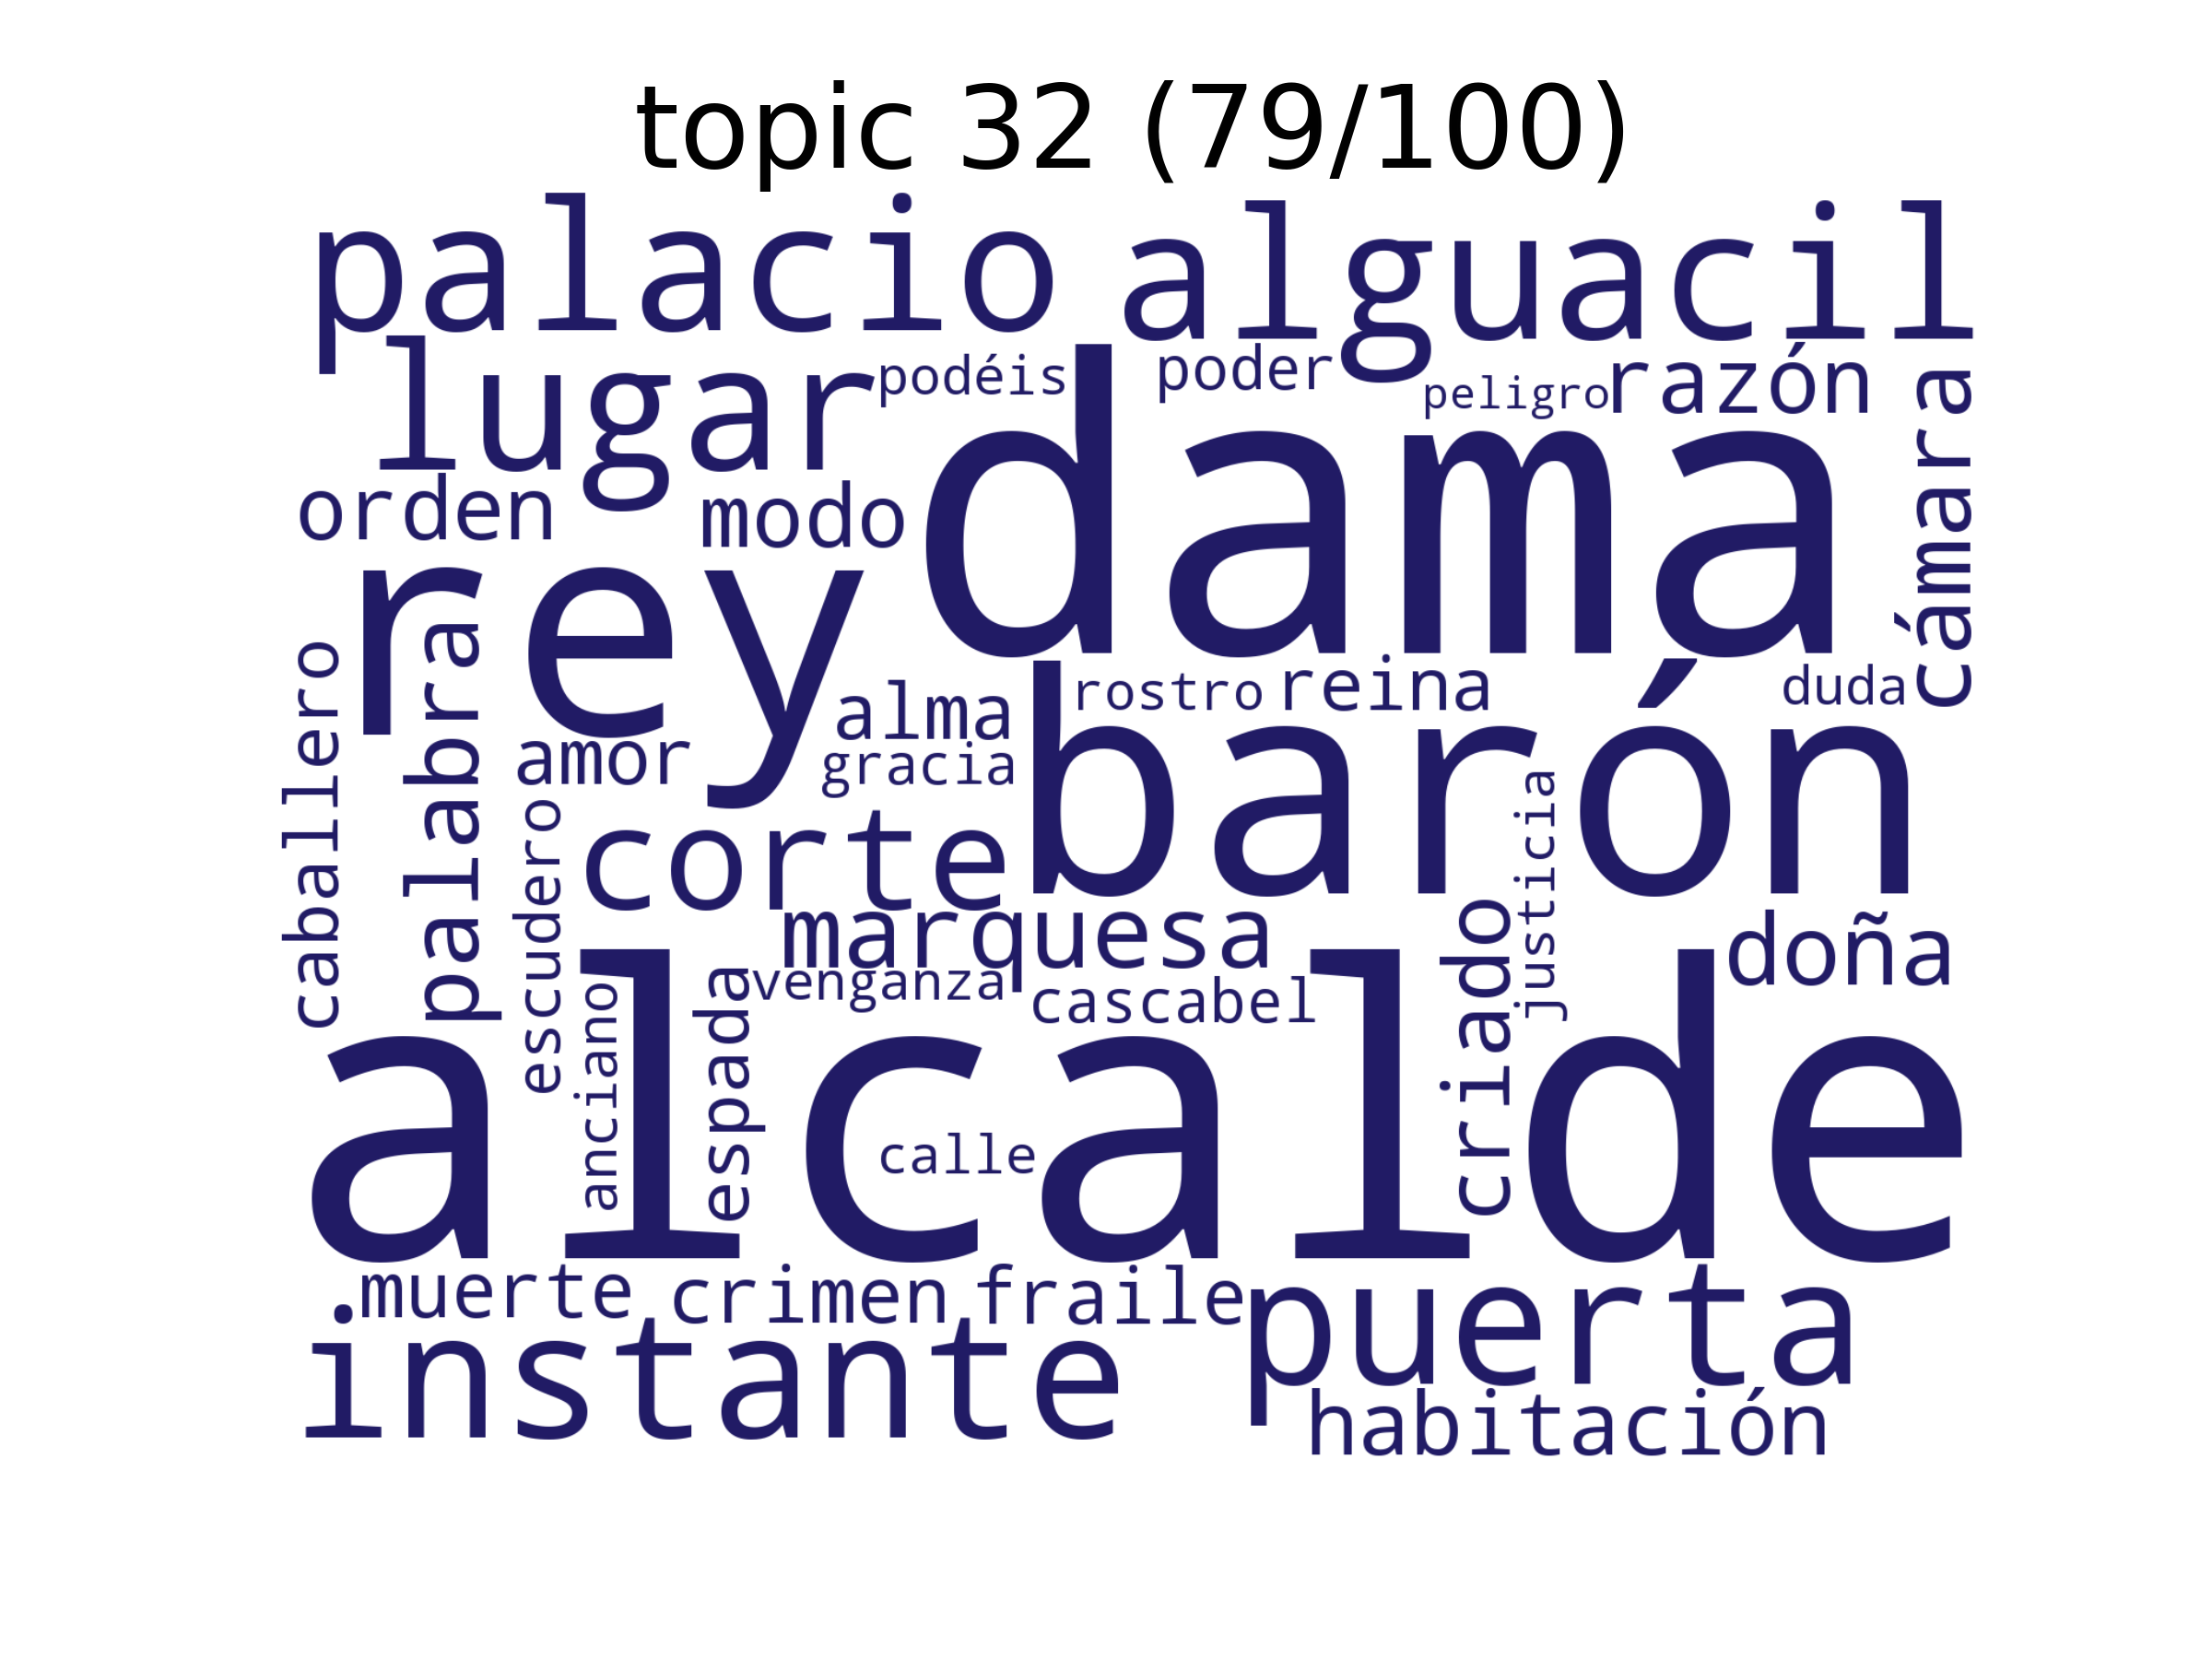 topic 32 (79/100)
palacio alguacil
lugar podéis poder peligro razón
cámara
orden modo dama
rey
caballero palabra alma rostro reina duda
amor gracia barón
escudero corte justicia
marquesa criado doña
anciano espada venganza cascabel
alcalde
calle
muerte crimen fraile puerta
instante
habitación